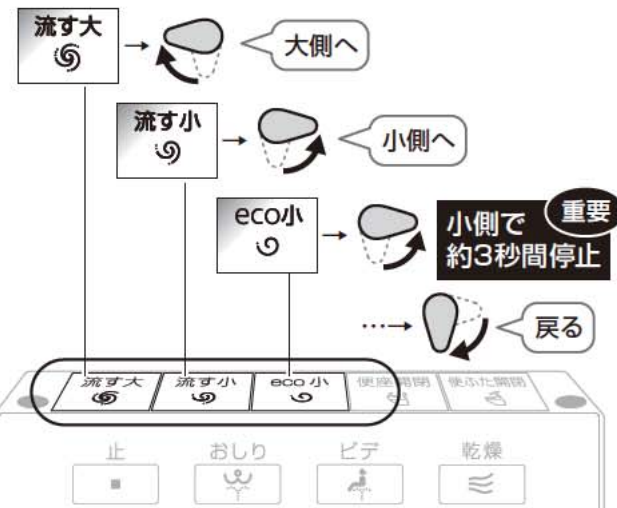 流す大
大側へ
流す小
小側へ
eco小
重要
小側で
約3秒間停止
…
戻る
流す大 流す小 eco小 便座開閉 便ふた開閉
止 おしり ビデ 乾燥